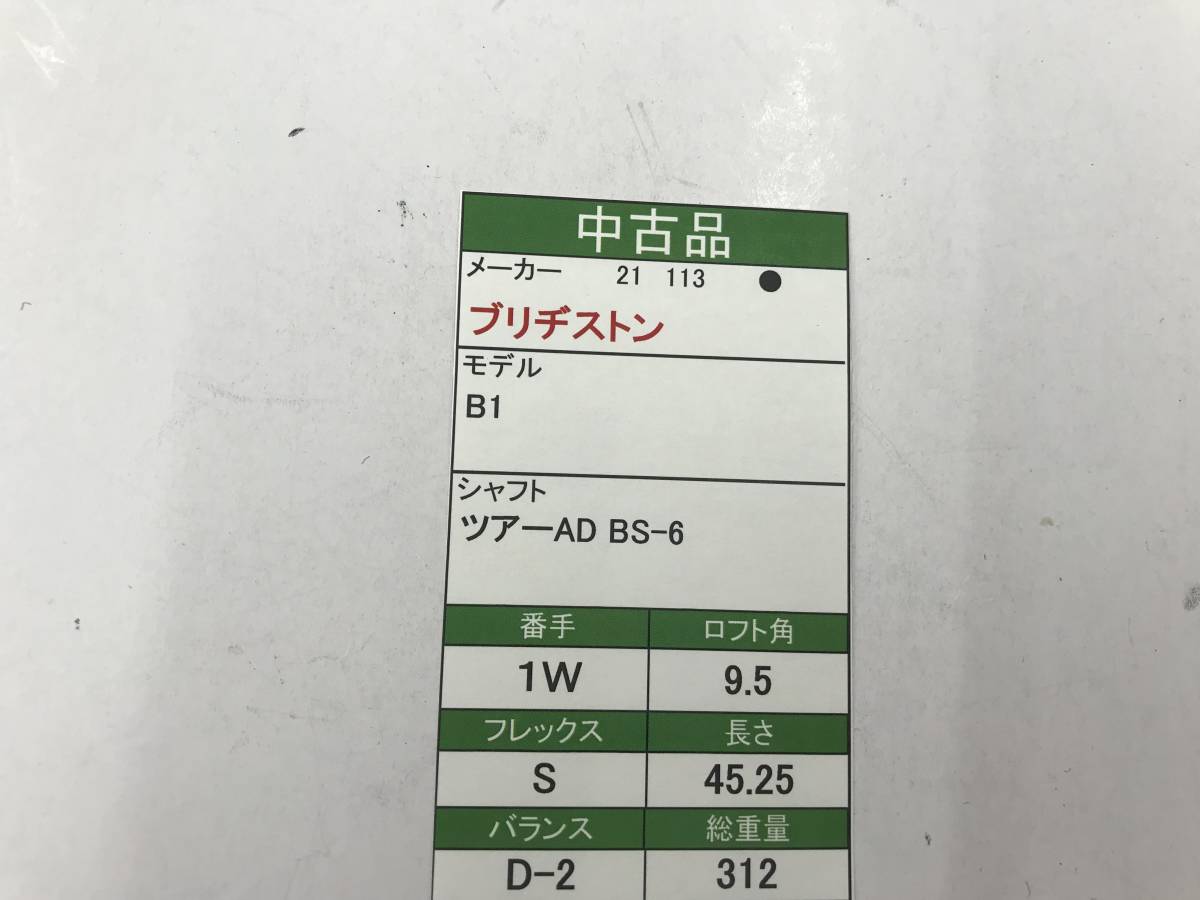 中古品
メーカー 21 113 ●
ブリヂストン
モデル
B1
シャフト
ツアーAD BS-6
番手 ロフト角
1W 9.5
フレックス 長さ
S 45.25
バランス 総重量
D-2 312